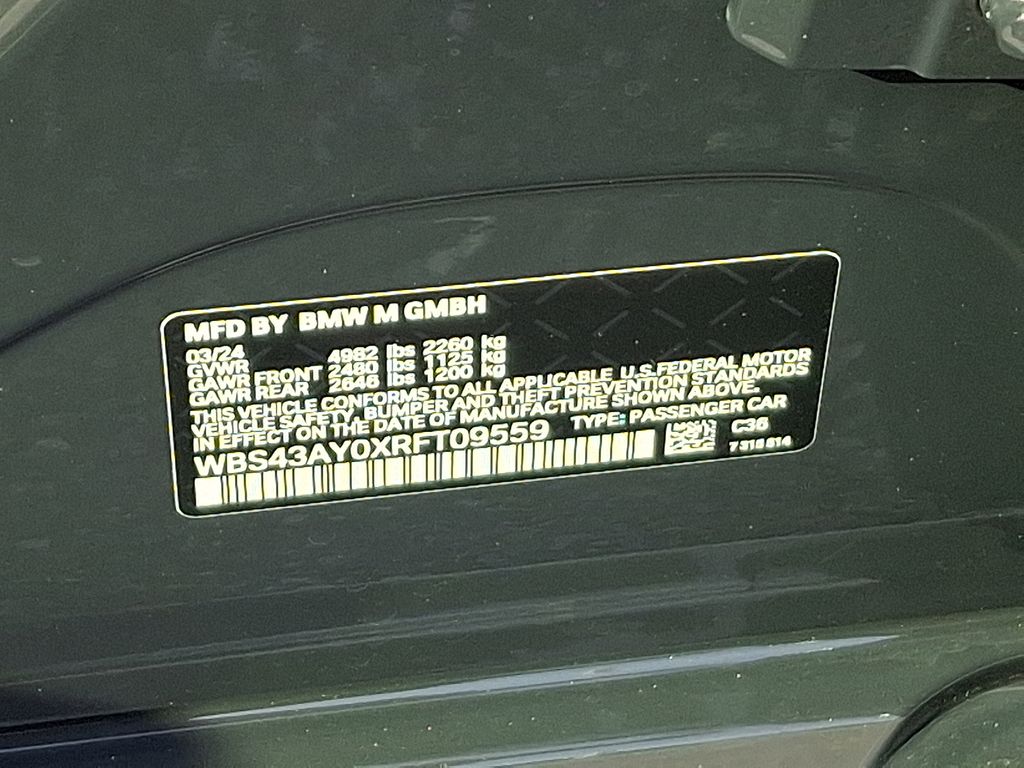 MFD BY BMW M GMBH
03/24
GVWR 4982 lbs 2260 kg
GAWR FRONT 2480 lbs 1125 kg
GAWR REAR 2646 lbs 1200 kg
THIS VEHICLE CONFORMS TO ALL APPLICABLE U.S.FEDERAL MOTOR
VEHICLE SAFETY, BUMPER AND THEFT PREVENTION STANDARDS
IN EFFECT ON THE DATE OF MANUFACTURE SHOWN ABOVE.
WBS43AY0XRFT09559 TYPE: PASSENGER CAR
C36